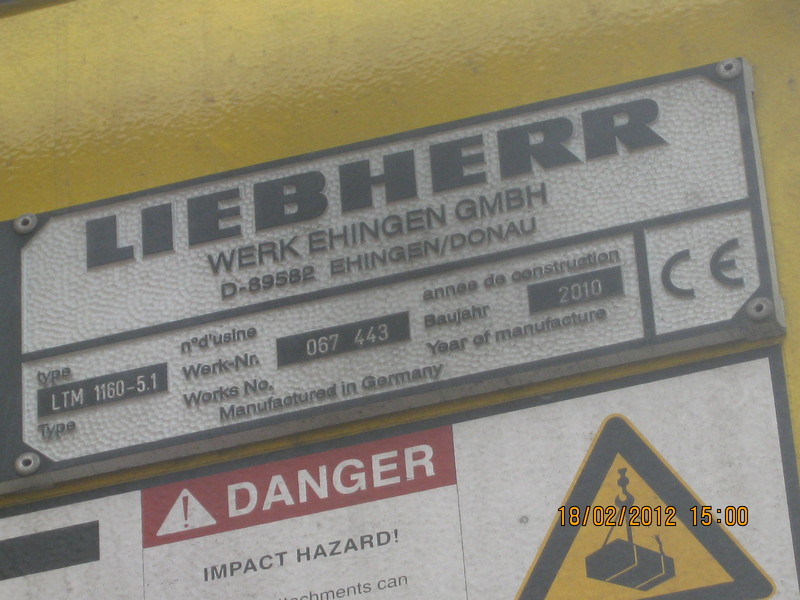 LIEBHERR
WERK EHINGEN GMBH
D-89582 EHINGEN/DONAU
type
LTM 1160-5.1
Type
n°d'usine
Werk-Nr.
Works No.
067 443
année de construction
Baujahr
Year of manufacture
2010
Manufactured in Germany
CE
DANGER
IMPACT HAZARD!
can
18/02/2012 15:00